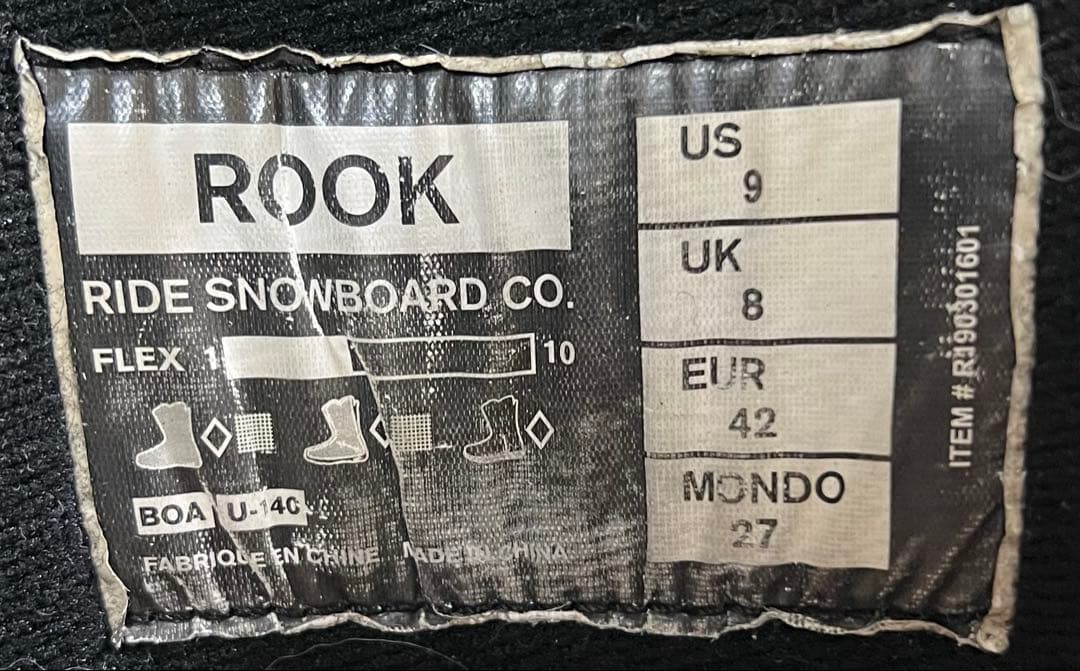 ROOK
RIDE SNOWBOARD CO.
FLEX 1 10
BOA U-140
FABRIQUE EN CHINE MADE IN CHINA
US
9
UK
8
EUR
42
MONDO
27
ITEM # R190301601